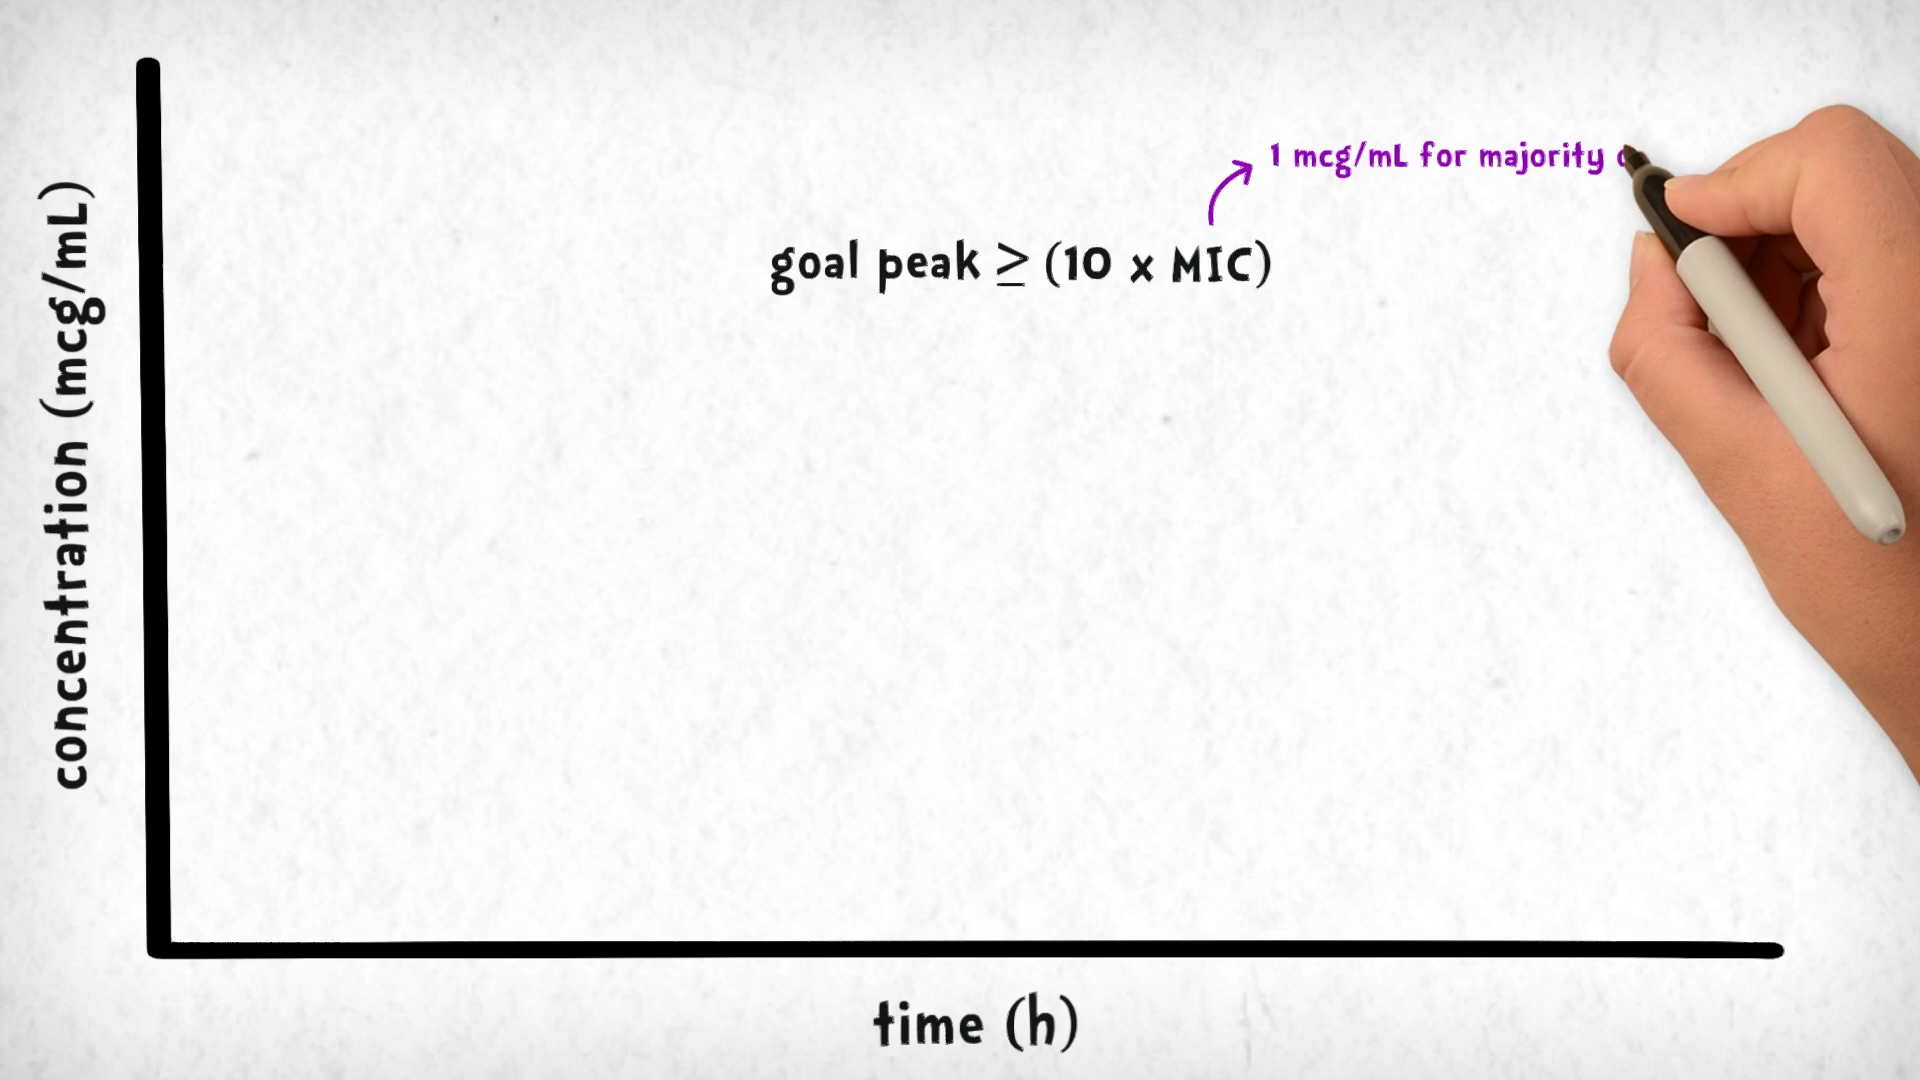 1 mcg/mL for majority
goal peak ≥ (10 x MIC)
concentration (mcg/mL)
time (h)